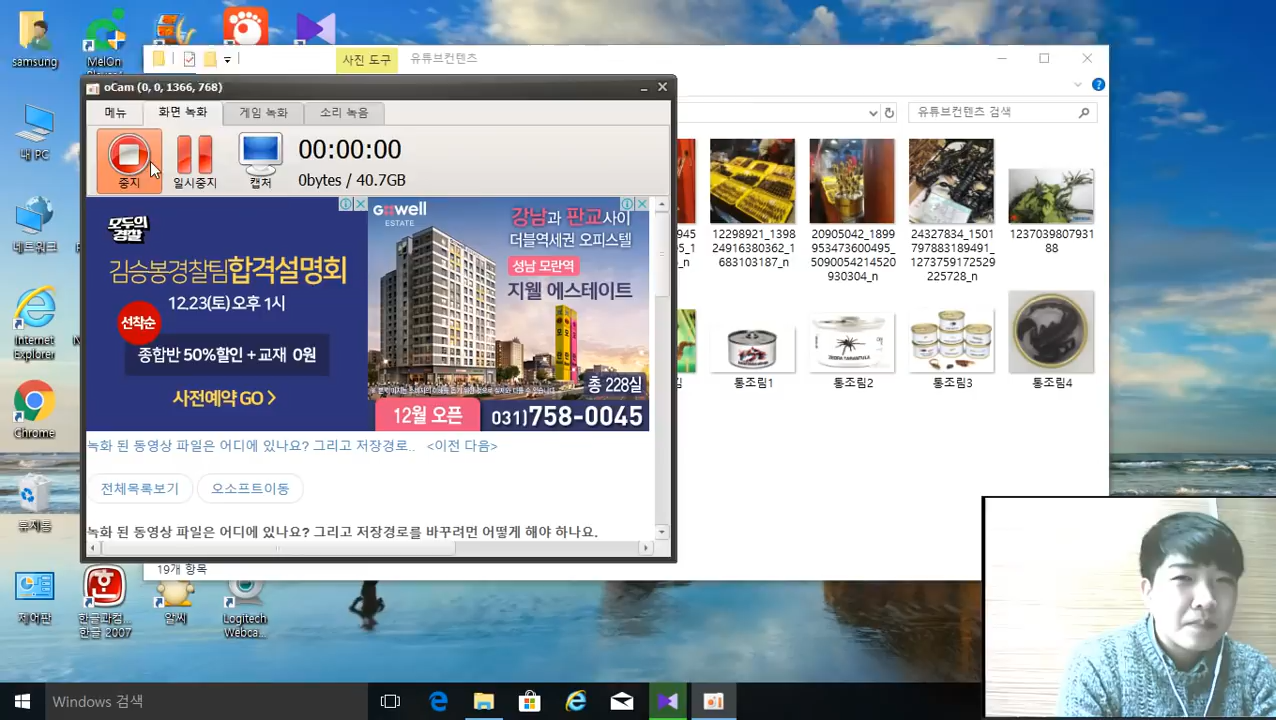 samsung
MelOn
사진 도구
유튜브컨텐츠
oCam (0, 0, 1366, 768)
메뉴
화면 녹화
게임 녹화
소리 녹음
유튜브컨텐츠 검색
중지
일시중지
캡처
00:00:00
0bytes / 40.7GB
내 PC
네트워크
Internet
Explorer
Chrome
휴지통
제어판
한글과컴...
한글 2007
알씨
Logitech
Webca...
모두의
경찰
김승봉경찰팀합격설명회
12.23(토)오후 1시
선착순
종합반 50%할인 + 교재 0원
사전예약 GO >
Gowell
ESTATE
강남과 판교사이
더블역세권 오피스텔
성남 모란역
지웰 에스테이트
총 228실
12월 오픈
031)758-0045
녹화 된 동영상 파일은 어디에 있나요? 그리고 저장경로.. <이전 다음>
전체목록보기
오소프트이동
녹화 된 동영상 파일은 어디에 있나요? 그리고 저장경로를 바꾸려면 어떻게 해야 하나요.
12298921_1398
24916380362_1
683103187_n
20905042_1899
953473600495_
5090054214520
930304_n
24327834_1501
797883189491_
1273759172529
225728_n
1237039807931
88
통조림1
통조림2
통조림3
통조림4
19개 항목
Windows 검색